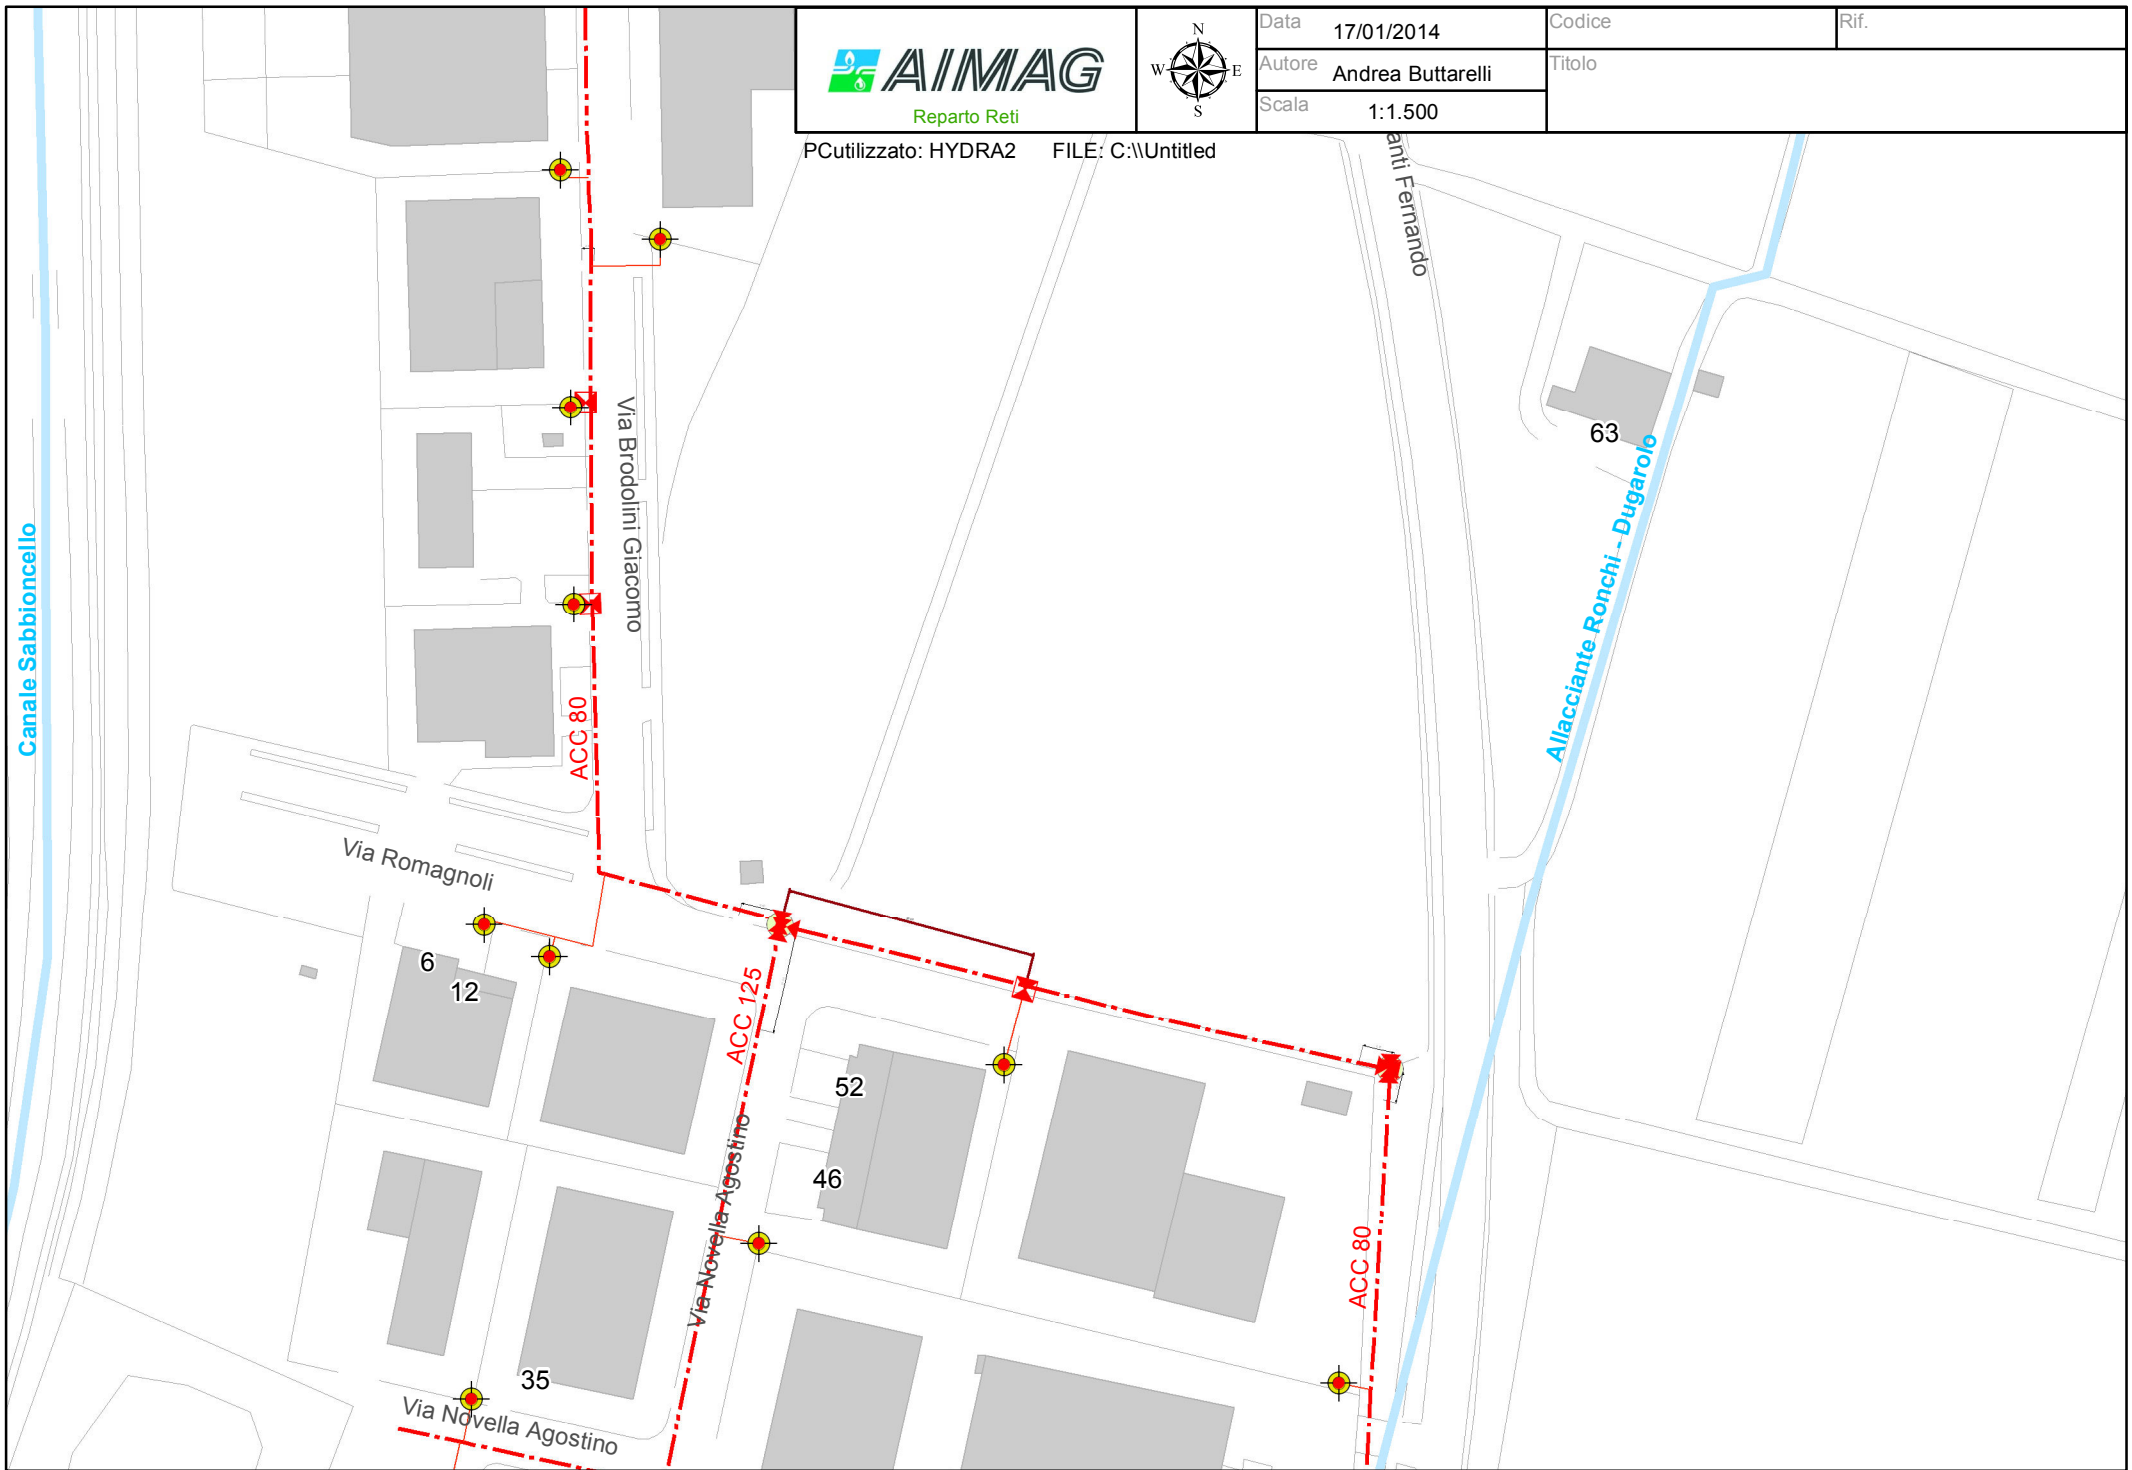 AIMAG
Reparto Reti
N
W E
S
Data 17/01/2014
Autore Andrea Buttarelli
Scala 1:1.500
Codice
Rif.
Titolo
PCutilizzato: HYDRA2 FILE: C:\\Untitled
anti Fernando
63
Via Brodolini Giacomo
Canale Sabbioncello
Allacciante Ronchi - Dugarolo
ACC 80
Via Romagnoli
6
12
ACC 125
52
46
Via Novella Agostino
ACC 80
35
Via Novella Agostino